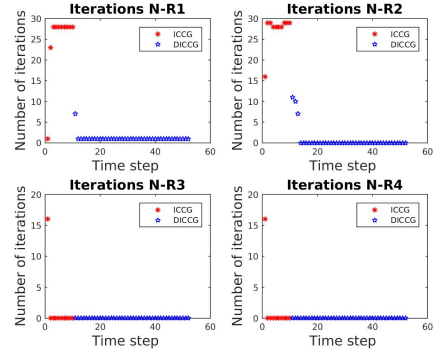 Iterations N-R1
Number of iterations
30
25
20
15
10
5
0
0 20 40 60
Time step
ICCG
DICCG
Iterations N-R2
Number of iterations
30
25
20
15
10
5
0
0 20 40 60
Time step
ICCG
DICCG
Iterations N-R3
Number of iterations
20
15
10
5
0
0 20 40 60
Time step
ICCG
DICCG
Iterations N-R4
Number of iterations
20
15
10
5
0
0 20 40 60
Time step
ICCG
DICCG